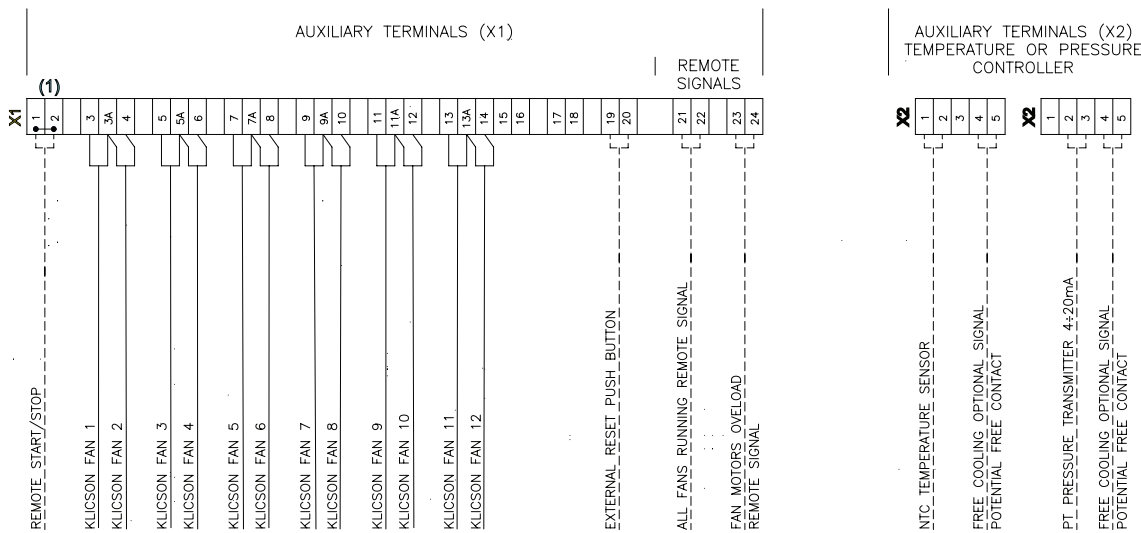 AUXILIARY TERMINALS (X1)
REMOTE
SIGNALS
AUXILIARY TERMINALS (X2)
TEMPERATURE OR PRESSURE
CONTROLLER
(1)
X1 1 2 3 3A 4 5 5A 6 7 7A 8 9 9A 10 11 11A 12 13 13A 14 15 16 17 18 19 20 21 22 23 24
X2 1 2 3 4 5
X2 1 2 3 4 5
REMOTE START/STOP
KLICSON FAN 1
KLICSON FAN 2
KLICSON FAN 3
KLICSON FAN 4
KLICSON FAN 5
KLICSON FAN 6
KLICSON FAN 7
KLICSON FAN 8
KLICSON FAN 9
KLICSON FAN 10
KLICSON FAN 11
KLICSON FAN 12
EXTERNAL RESET PUSH BUTTON
ALL FANS RUNNING REMOTE SIGNAL
FAN MOTORS OVELOAD
REMOTE SIGNAL
NTC TEMPERATURE SENSOR
FREE COOLING OPTIONAL SIGNAL
POTENTIAL FREE CONTACT
PT PRESSURE TRANSMITTER 4÷20mA
FREE COOLING OPTIONAL SIGNAL
POTENTIAL FREE CONTACT